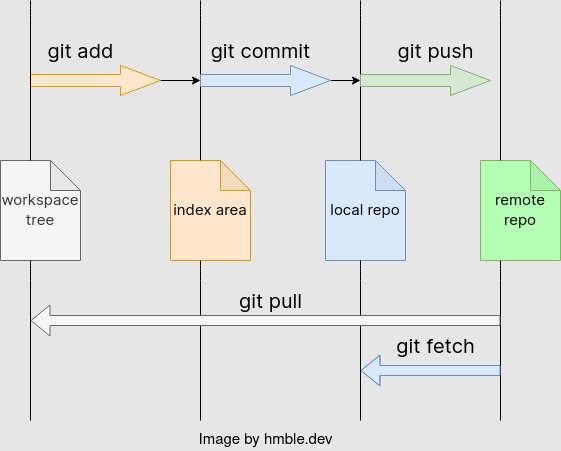 git add
git commit
git push
workspace
tree
index area
local repo
remote
repo
git pull
git fetch
Image by hmble.dev